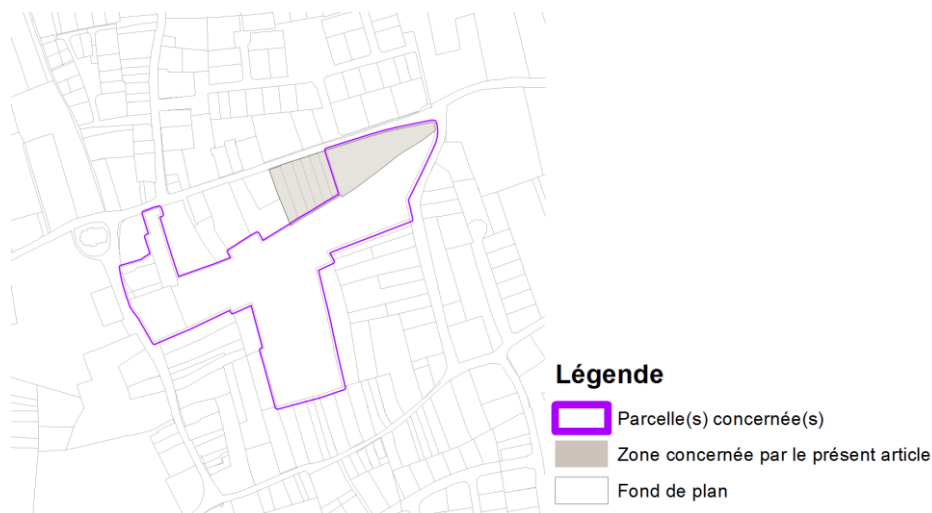 Légende
Parcelle(s) concernée(s)
Zone concernée par le présent article
Fond de plan